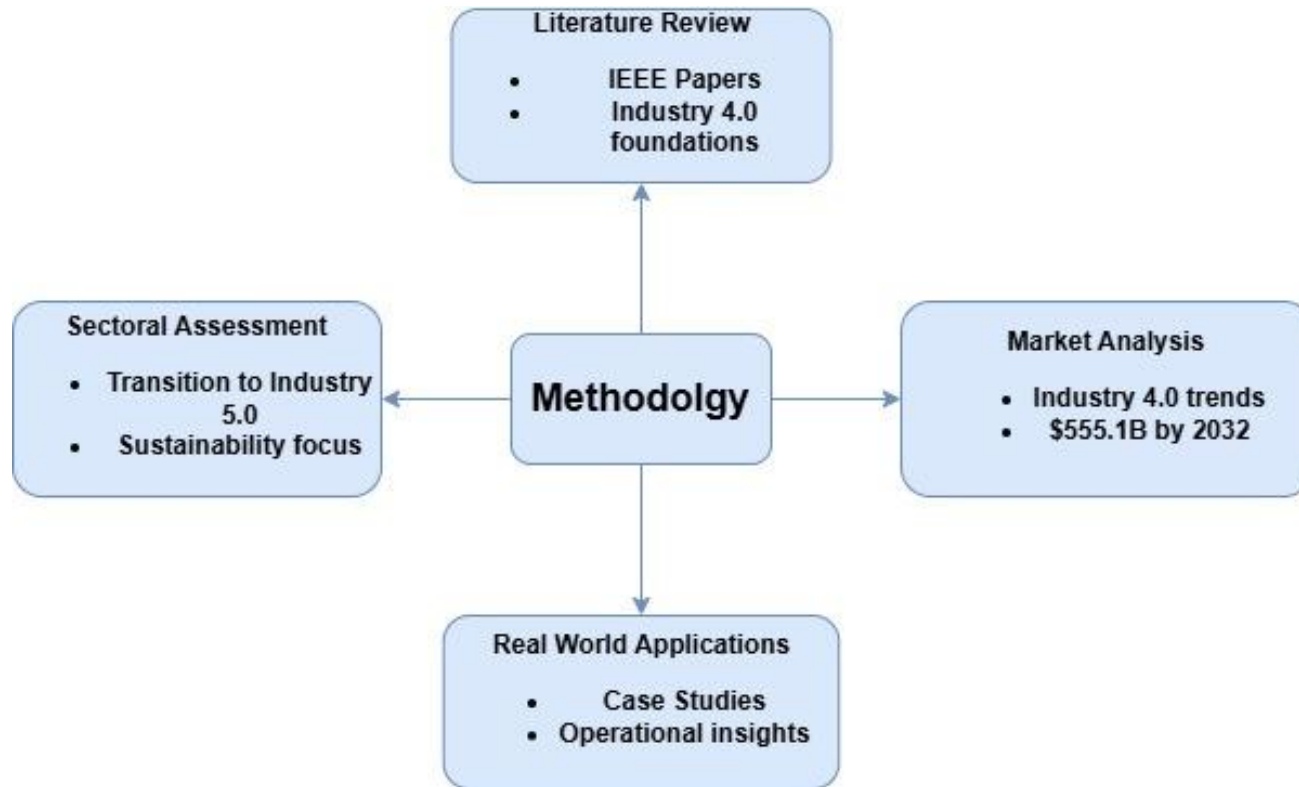 Literature Review
• IEEE Papers
• Industry 4.0
foundations
Sectoral Assessment
• Transition to Industry
5.0
• Sustainability focus
Methodolgy
Market Analysis
• Industry 4.0 trends
• $555.1B by 2032
Real World Applications
• Case Studies
• Operational insights